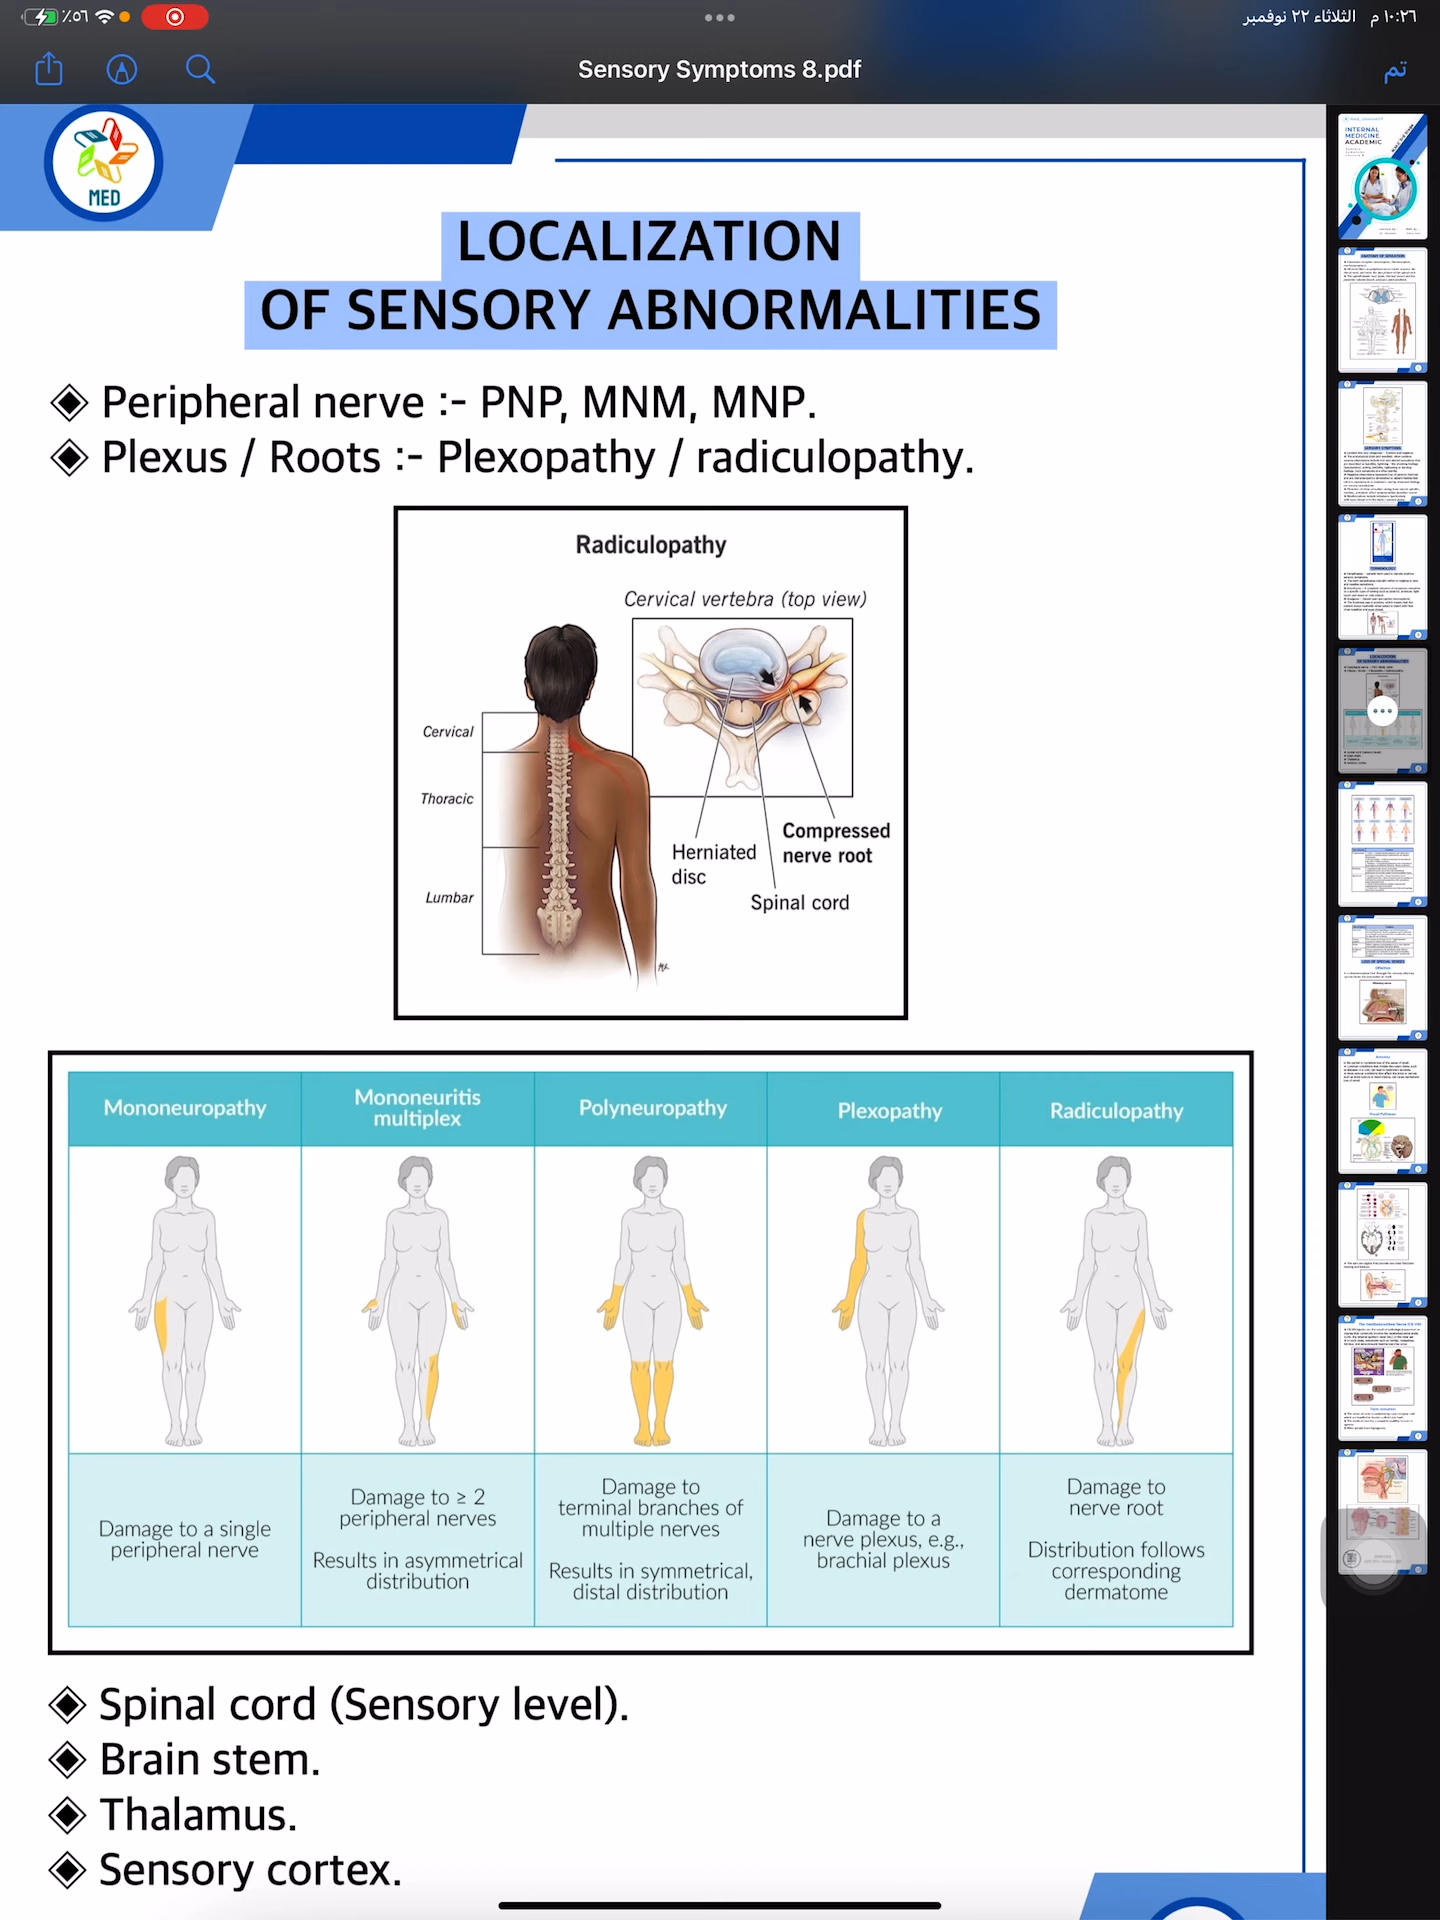 ٪٥٦
١٠:٢٦ م الثلاثاء ٢٢ نوفمبر
Sensory Symptoms 8.pdf
تم
MED
LOCALIZATION
OF SENSORY ABNORMALITIES
Peripheral nerve :- PNP, MNM, MNP.
Plexus / Roots :- Plexopathy / radiculopathy.
Radiculopathy
Cervical vertebra (top view)
Cervical
Thoracic
Lumbar
Compressed
nerve root
Herniated
disc
Spinal cord
Mononeuropathy
Mononeuritis
multiplex
Polyneuropathy
Plexopathy
Radiculopathy
Damage to a single
peripheral nerve
Damage to ≥ 2
peripheral nerves
Results in asymmetrical
distribution
Damage to
terminal branches of
multiple nerves
Results in symmetrical,
distal distribution
Damage to a
nerve plexus, e.g.,
brachial plexus
Damage to
nerve root
Distribution follows
corresponding
dermatome
Spinal cord (Sensory level).
Brain stem.
Thalamus.
Sensory cortex.
INTERNAL
MEDICINE
ACADEMIC